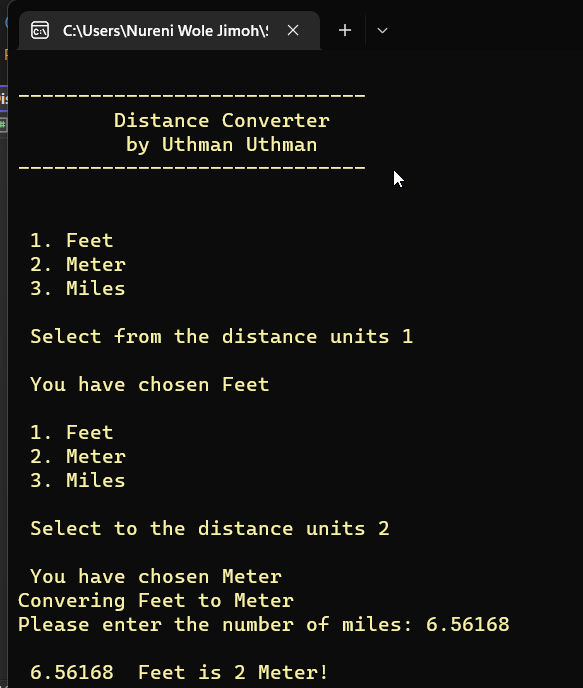 C:\Users\Nureni Wole Jimoh\S
-----------------------------
Distance Converter
by Uthman Uthman
-----------------------------
1. Feet
2. Meter
3. Miles
Select from the distance units 1
You have chosen Feet
1. Feet
2. Meter
3. Miles
Select to the distance units 2
You have chosen Meter
Convering Feet to Meter
Please enter the number of miles: 6.56168
6.56168  Feet is 2 Meter!